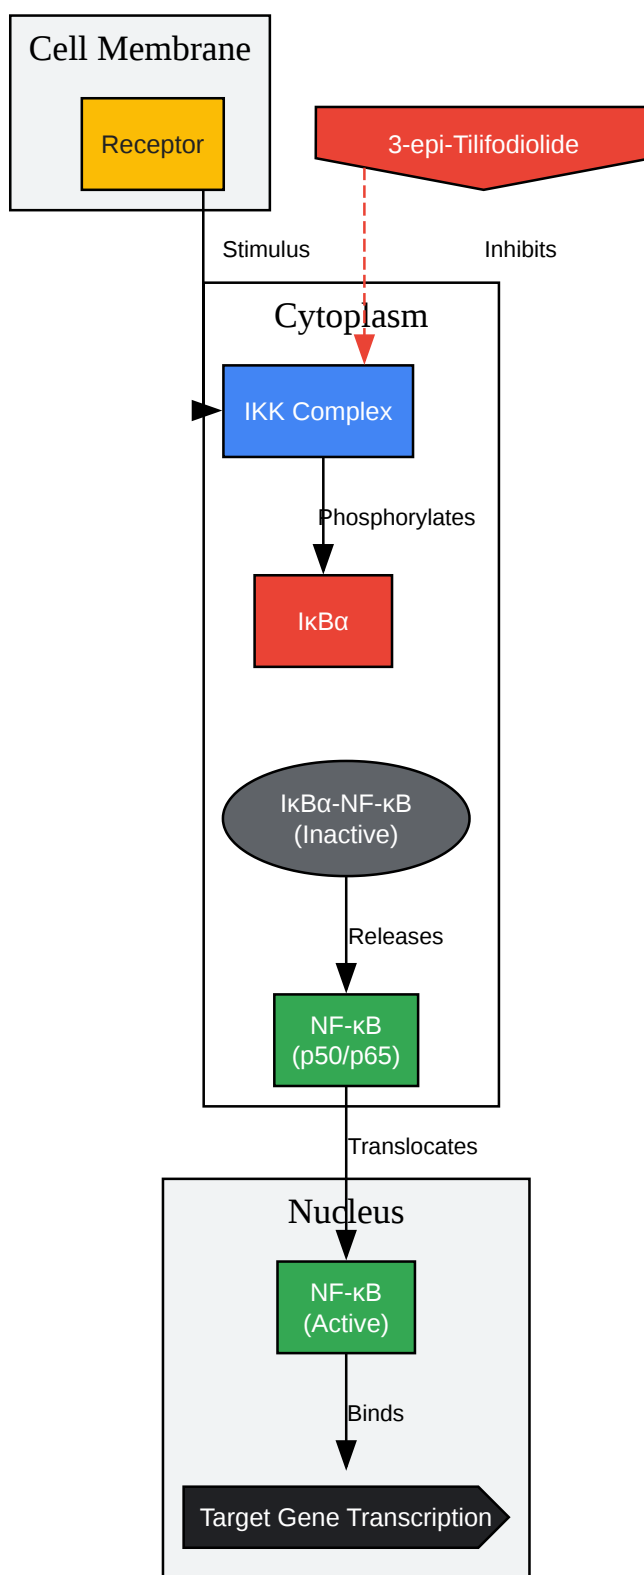 Cell Membrane
Receptor
3-epi-Tilifodiolide
Stimulus
Inhibits
Cytoplasm
IKK Complex
Phosphorylates
IκBα
IκBα-NF-κB
(Inactive)
Releases
NF-κB
(p50/p65)
Translocates
Nucleus
NF-κB
(Active)
Binds
Target Gene Transcription